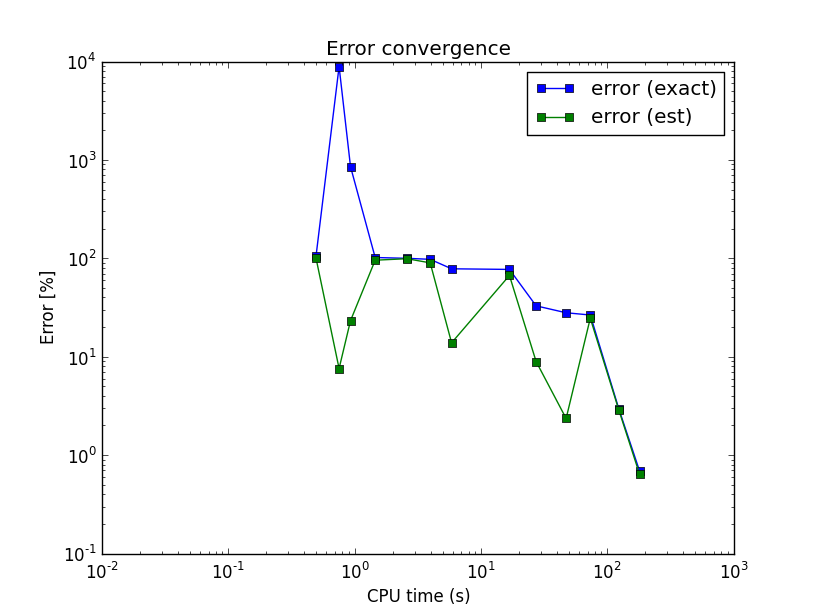 Error convergence
error (exact)
error (est)
Error [%]
10^4
10^3
10^2
10^1
10^0
10^-1
10^-2 10^-1 10^0 10^1 10^2 10^3
CPU time (s)